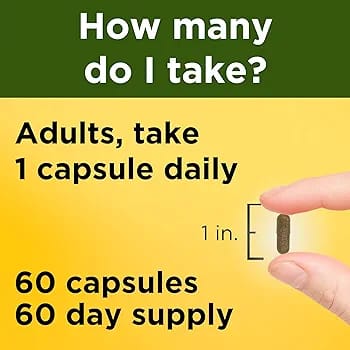 How many
do I take?
Adults, take
1 capsule daily
1 in.
60 capsules
60 day supply